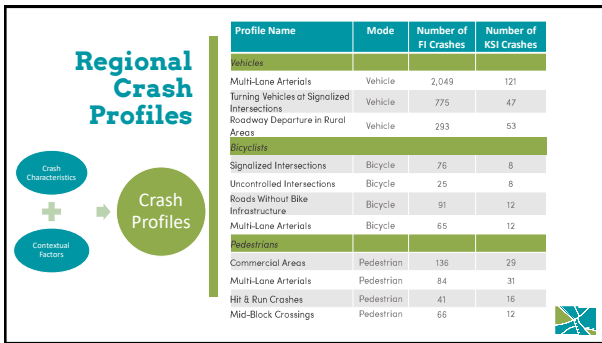 Regional
Crash
Profiles
Crash
Characteristics
Contextual
Factors
Crash
Profiles
Profile Name Mode Number of FI Crashes Number of KSI Crashes
Vehicles
Multi-Lane Arterials Vehicle 2,049 121
Turning Vehicles at Signalized Intersections Vehicle 775 47
Roadway Departure in Rural Areas Vehicle 293 53
Bicyclists
Signalized Intersections Bicycle 76 8
Uncontrolled Intersections Bicycle 25 8
Roads Without Bike Infrastructure Bicycle 91 12
Multi-Lane Arterials Bicycle 65 12
Pedestrians
Commercial Areas Pedestrian 136 29
Multi-Lane Arterials Pedestrian 84 31
Hit & Run Crashes Pedestrian 41 16
Mid-Block Crossings Pedestrian 66 12